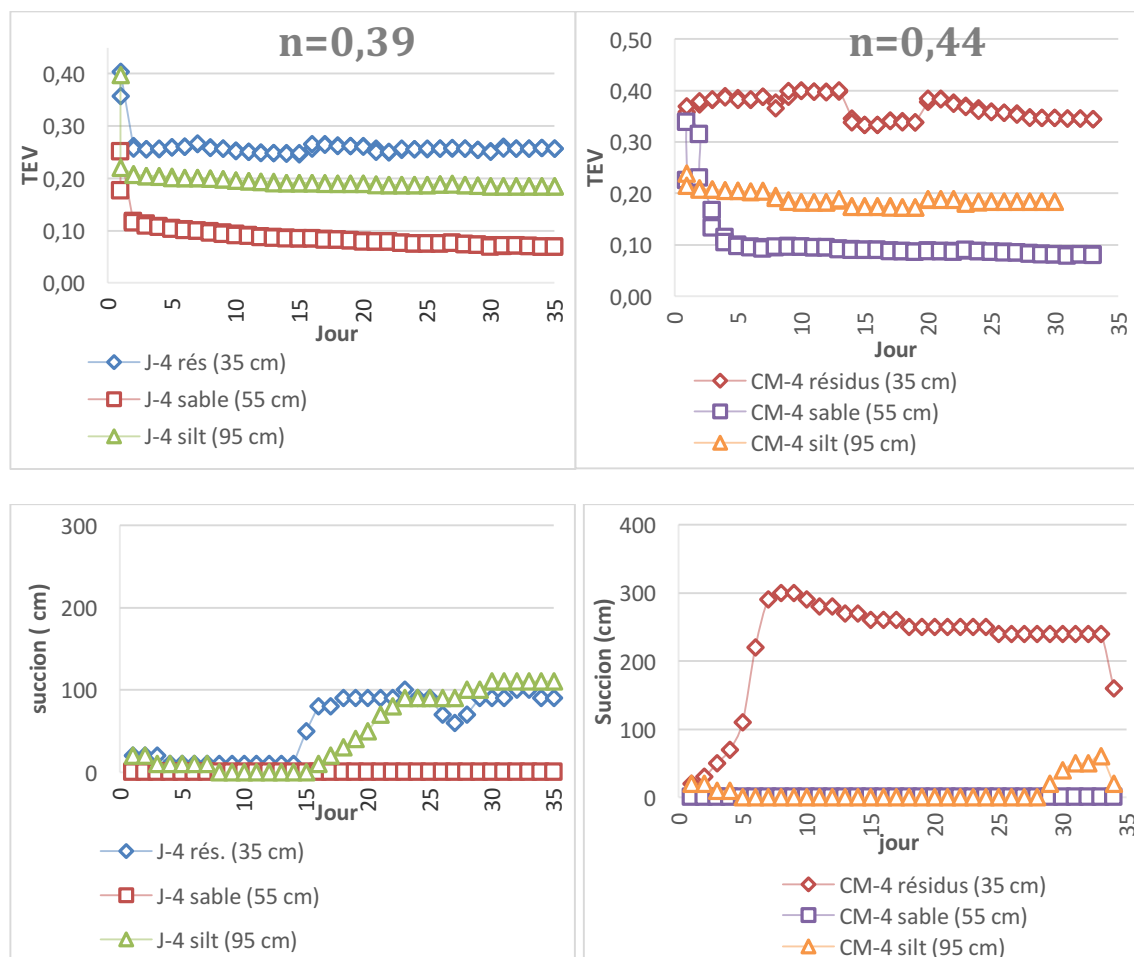 n=0,39
0,40
0,30
0,20
0,10
0,00
TEV
0
5
10
15
20
25
30
35
Jour
J-4 rés (35 cm)
J-4 sable (55 cm)
J-4 silt (95 cm)
n=0,44
0,50
0,40
0,30
0,20
0,10
0,00
TEV
0
5
10
15
20
25
30
35
Jour
CM-4 résidus (35 cm)
CM-4 sable (55 cm)
CM-4 silt (95 cm)
300
200
100
0
succion ( cm)
0
5
10
15
20
25
30
35
Jour
J-4 rés. (35 cm)
J-4 sable (55 cm)
J-4 silt (95 cm)
400
300
200
100
0
Succion (cm)
0
5
10
15
20
25
30
35
jour
CM-4 résidus (35 cm)
CM-4 sable (55 cm)
CM-4 silt (95 cm)